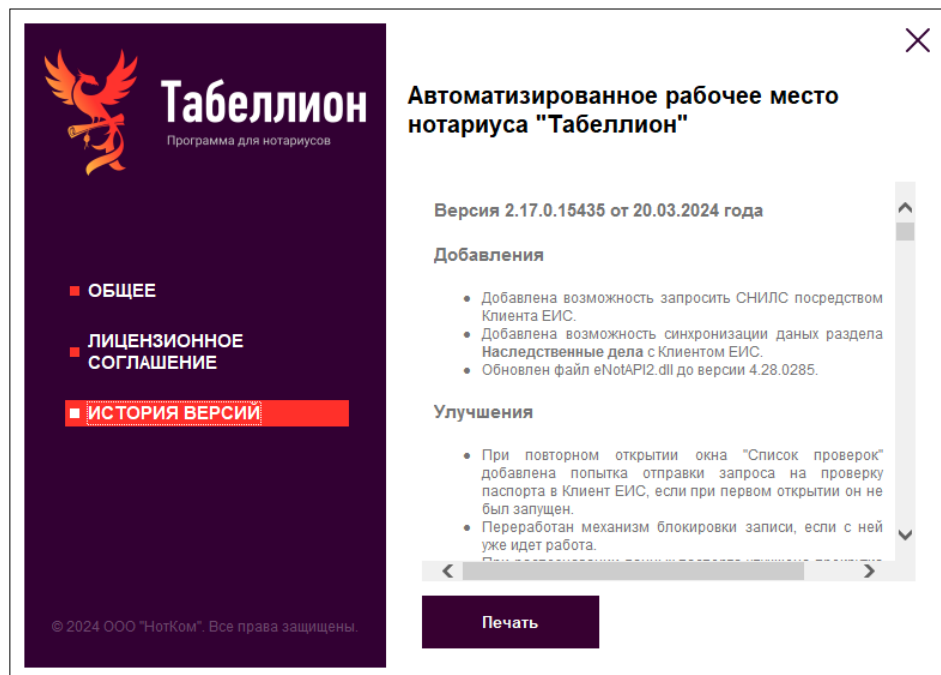 Табеллион
Программа для нотариусов
ОБЩЕЕ
ЛИЦЕНЗИОННОЕ
СОГЛАШЕНИЕ
ИСТОРИЯ ВЕРСИЙ
© 2024 ООО "НотКом". Все права защищены.
Автоматизированное рабочее место
нотариуса "Табеллион"
Версия 2.17.0.15435 от 20.03.2024 года
Добавления
● Добавлена возможность запросить СНИЛС посредством
Клиента ЕИС.
● Добавлена возможность синхронизации даных раздела
Наследственные дела с Клиентом ЕИС.
● Обновлен файл eNotAPI2.dll до версии 4.28.0285.
Улучшения
● При повторном открытии окна "Список проверок"
добавлена попытка отправки запроса на проверку
паспорта в Клиент ЕИС, если при первом открытии он не
был запущен.
● Переработан механизм блокировки записи, если с ней
уже идет работа.
Печать